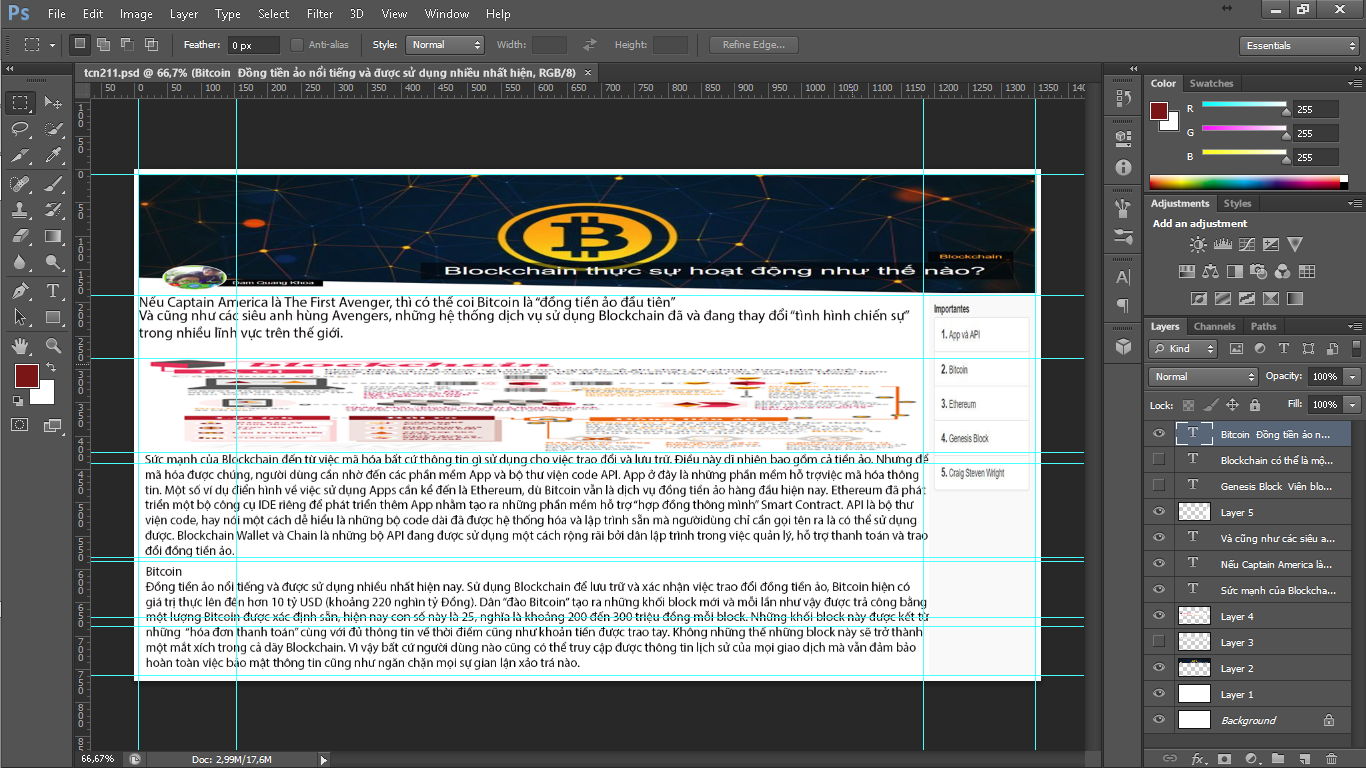 Ps File Edit Image Layer Type Select Filter 3D View Window Help
Feather: 0 px Anti-alias Style: Normal Width: Height: Refine Edge... Essentials
tcn211.psd @ 66,7% (Bitcoin Đồng tiền ảo nổi tiếng và được sử dụng nhiều nhất hiện, RGB/8) ×
50 0 50 100 150 200 250 300 350 400 450 500 550 600 650 700 750 800 850 900 950 1000 1050 1100 1150 1200 1250 1300 1350
Blockchain
Blockchain thực sự hoạt động như thế nào?
Đàm Quang Khoa
Nếu Captain America là The First Avenger, thì có thể coi Bitcoin là “đồng tiền ảo đầu tiên”
Và cũng như các siêu anh hùng Avengers, những hệ thống dịch vụ sử dụng Blockchain đã và đang thay đổi “tình hình chiến sự”
trong nhiều lĩnh vực trên thế giới.
blockchain
Sức mạnh của Blockchain đến từ việc mã hóa bất cứ thông tin gì sử dụng cho việc trao đổi và lưu trữ. Điều này dĩ nhiên bao gồm cả tiền ảo. Nhưng để
mã hóa được chúng, người dùng cần nhờ đến các phần mềm App và bộ thư viện code API. App ở đây là những phần mềm hỗ trợviệc mã hóa thông
tin. Một số ví dụ điển hình về việc sử dụng Apps cần kể đến là Ethereum, dù Bitcoin vẫn là dịch vụ đồng tiền ảo hàng đầu hiện nay. Ethereum đã phát
triển một bộ công cụ IDE riêng để phát triển thêm App nhằm tạo ra những phần mềm hỗ trợ “hợp đồng thông mình” Smart Contract. API là bộ thư
viện code, hay nói một cách dễ hiểu là những bộ code dài đã được hệ thống hóa và lập trình sẵn mà ngườidùng chỉ cần gọi tên ra là có thể sử dụng
được. Blockchain Wallet và Chain là những bộ API đang được sử dụng một cách rộng rãi bởi dân lập trình trong việc quản lý, hỗ trợ thanh toán và trao
đổi đồng tiền ảo.
Bitcoin
Đồng tiền ảo nổi tiếng và được sử dụng nhiều nhất hiện nay. Sử dụng Blockchain để lưu trữ và xác nhận việc trao đổi đồng tiền ảo, Bitcoin hiện có
giá trị thực lên đến hơn 10 tỷ USD (khoảng 220 nghìn tỷ Đồng). Dân “đào Bitcoin” tạo ra những khối block mới và mỗi lần như vậy được trả công bằng
một lượng Bitcoin được xác định sẵn, hiện nay con số này là 25, nghĩa là khoảng 200 đến 300 triệu đồng mỗi block. Những khối block này được kết từ
những “hóa đơn thanh toán” cùng với đủ thông tin về thời điểm cũng như khoản tiền được trao tay. Không những thế những block này sẽ trở thành
một mắt xích trong cả dãy Blockchain. Vì vậy bất cứ người dùng nào cũng có thể truy cập được thông tin lịch sử của mọi giao dịch mà vẫn đảm bảo
hoàn toàn việc bảo mật thông tin cũng như ngăn chặn mọi sự gian lận xảo trá nào.
Importantes
1. App và API
2. Bitcoin
3. Ethereum
4. Genesis Block
5. Craig Steven Wright
66,67% Doc: 2,99M/17,6M
Color Swatches
R 255
G 255
B 255
Adjustments Styles
Add an adjustment
Layers Channels Paths
Kind
Normal Opacity: 100%
Lock: Fill: 100%
Bitcoin Đồng tiền ảo n...
Blockchain có thể là mộ...
Genesis Block Viên blo...
Layer 5
Và cũng như các siêu a...
Nếu Captain America là...
Sức mạnh của Blockcha...
Layer 4
Layer 3
Layer 2
Layer 1
Background